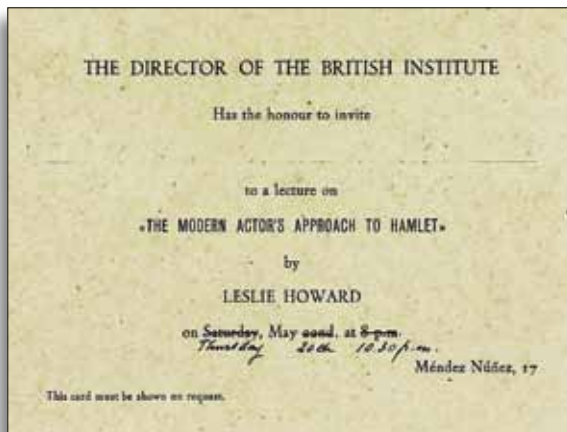 THE DIRECTOR OF THE BRITISH INSTITUTE
Has the honour to invite
to a lecture on
«THE MODERN ACTOR'S APPROACH TO HAMLET»
by
LESLIE HOWARD
on Saturday, May 22nd, at 8 p.m.
Thursday 20th 10.30 p.m.
Méndez Núñez, 17
This card must be shown on request.